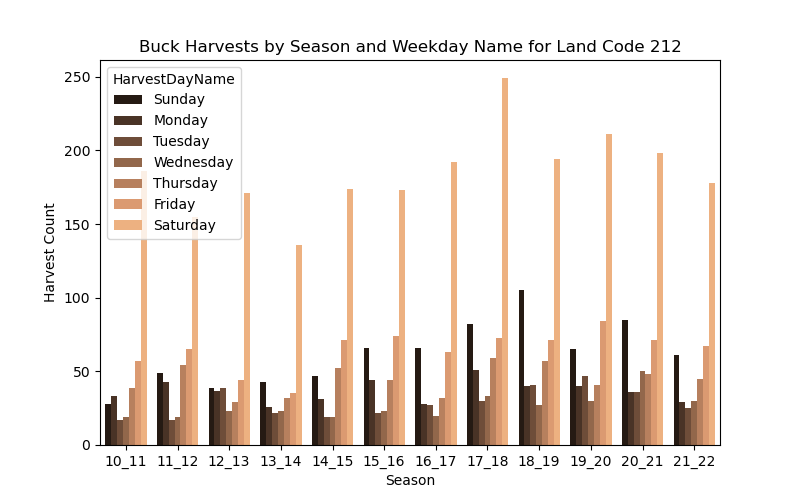 Buck Harvests by Season and Weekday Name for Land Code 212
HarvestDayName
Sunday
Monday
Tuesday
Wednesday
Thursday
Friday
Saturday
250
200
150
100
50
0
Harvest Count
10_11 11_12 12_13 13_14 14_15 15_16 16_17 17_18 18_19 19_20 20_21 21_22
Season